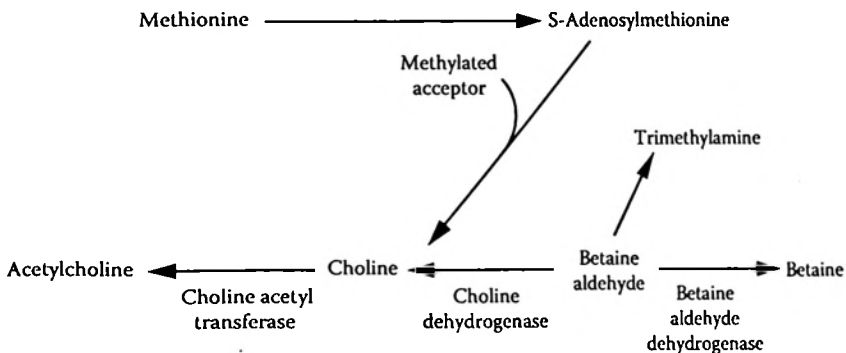 Methionine
S-Adenosylmethionine
Methylated
acceptor
Trimethylamine
Acetylcholine
Choline
Betaine
aldehyde
Betaine
Choline acetyl
transferase
Choline
dehydrogenase
Betaine
aldehyde
dehydrogenase